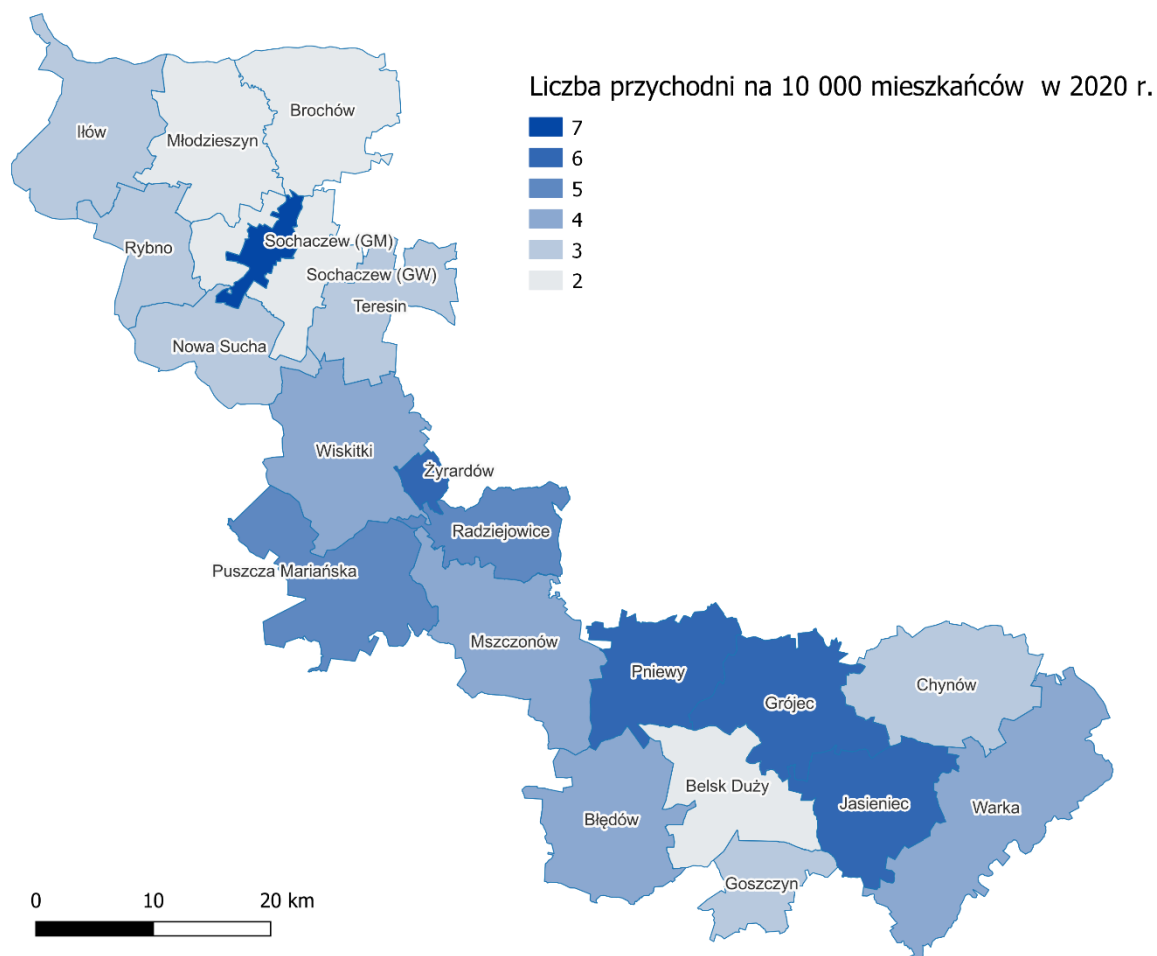 Liczba przychodni na 10 000 mieszkańców w 2020 r.
7
6
5
4
3
2
Brochów
Iłów
Młodzieszyn
Rybno
Sochaczew (GM)
Sochaczew (GW)
Teresin
Nowa Sucha
Wiskitki
Żyrardów
Radziejowice
Puszcza Mariańska
Mszczonów
Pniewy
Chynów
Grójec
Belsk Duży
Jasieniec
Warka
Błędów
Goszczyn
0 10 20 km